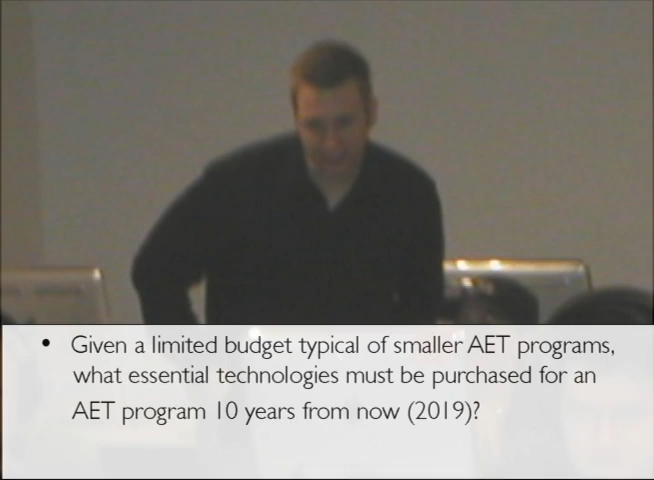 • Given a limited budget typical of smaller AET programs,
what essential technologies must be purchased for an
AET program 10 years from now (2019)?